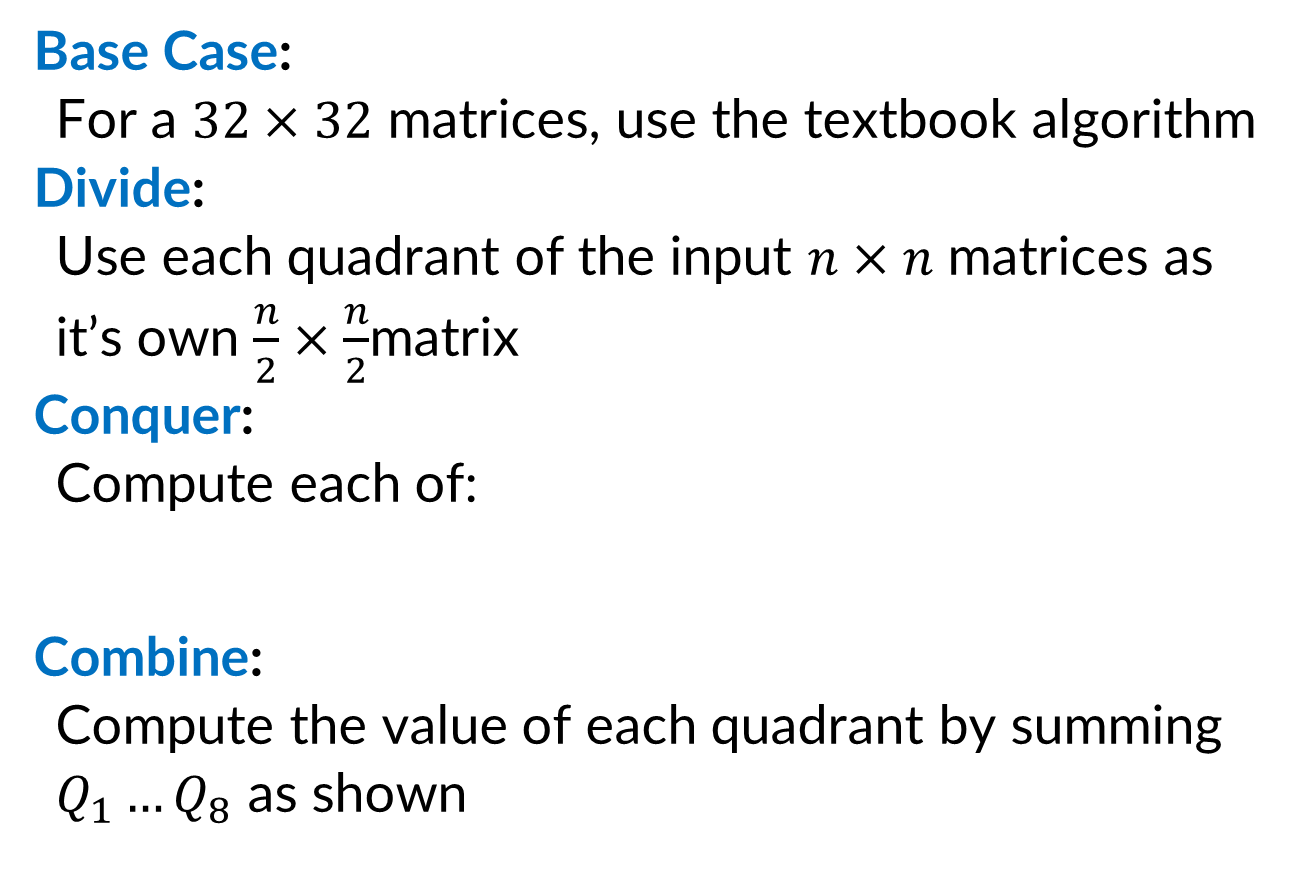 Base Case:
For a 32 × 32 matrices, use the textbook algorithm
Divide:
Use each quadrant of the input n × n matrices as
it’s own n/2 × n/2matrix
Conquer:
Compute each of:
Combine:
Compute the value of each quadrant by summing
Q₁ … Q₈ as shown